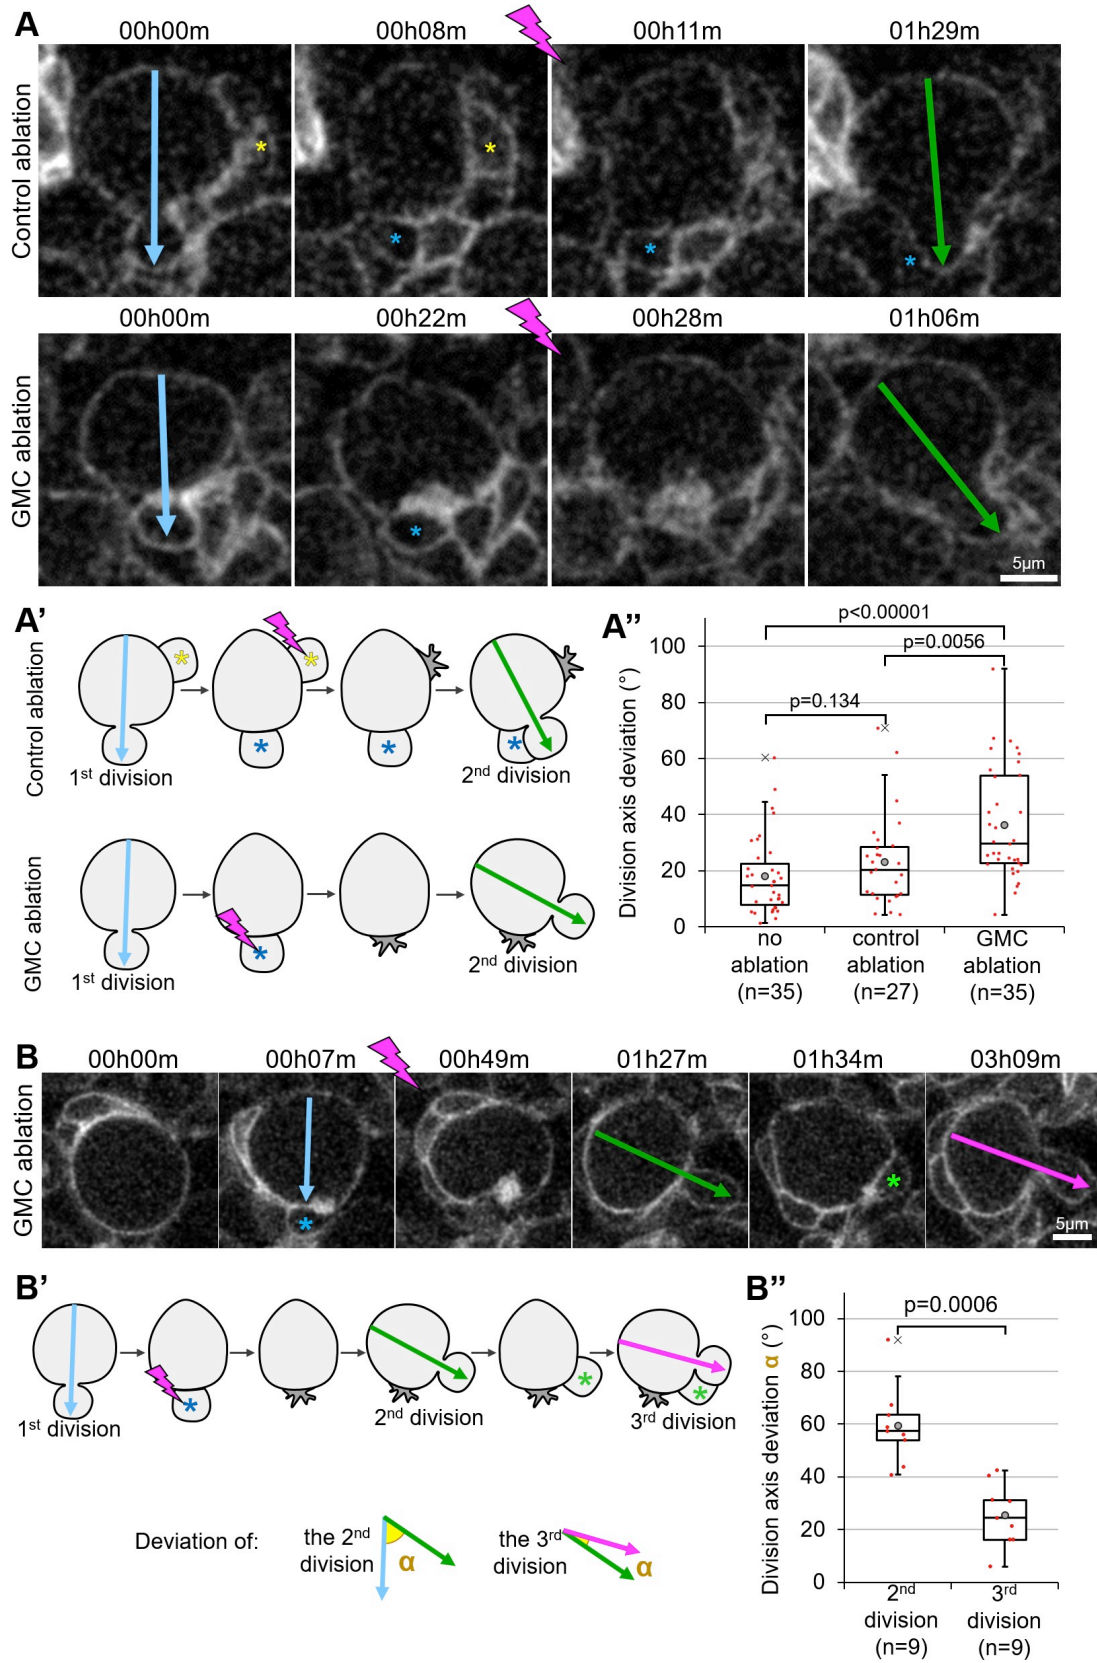 A
00h00m 00h08m 00h11m 01h29m
Control ablation
* * * * *
00h00m 00h22m 00h28m 01h06m
GMC ablation
*
5µm
A’
Control ablation
* * * * *
1st division
2nd division
GMC ablation
*
1st division
2nd division
A’’
Division axis deviation (°)
p<0.00001
p=0.0056
p=0.134
100
80
60
40
20
0
no ablation (n=35)
control ablation (n=27)
GMC ablation (n=35)
B
00h00m 00h07m 00h49m 01h27m 01h34m 03h09m
GMC ablation
* *
5µm
B’
* * *
1st division
2nd division
3rd division
Deviation of:
the 2nd
division
α
the 3rd
division
α
B’’
Division axis deviation α (°)
p=0.0006
100
80
60
40
20
0
2nd division (n=9)
3rd division (n=9)